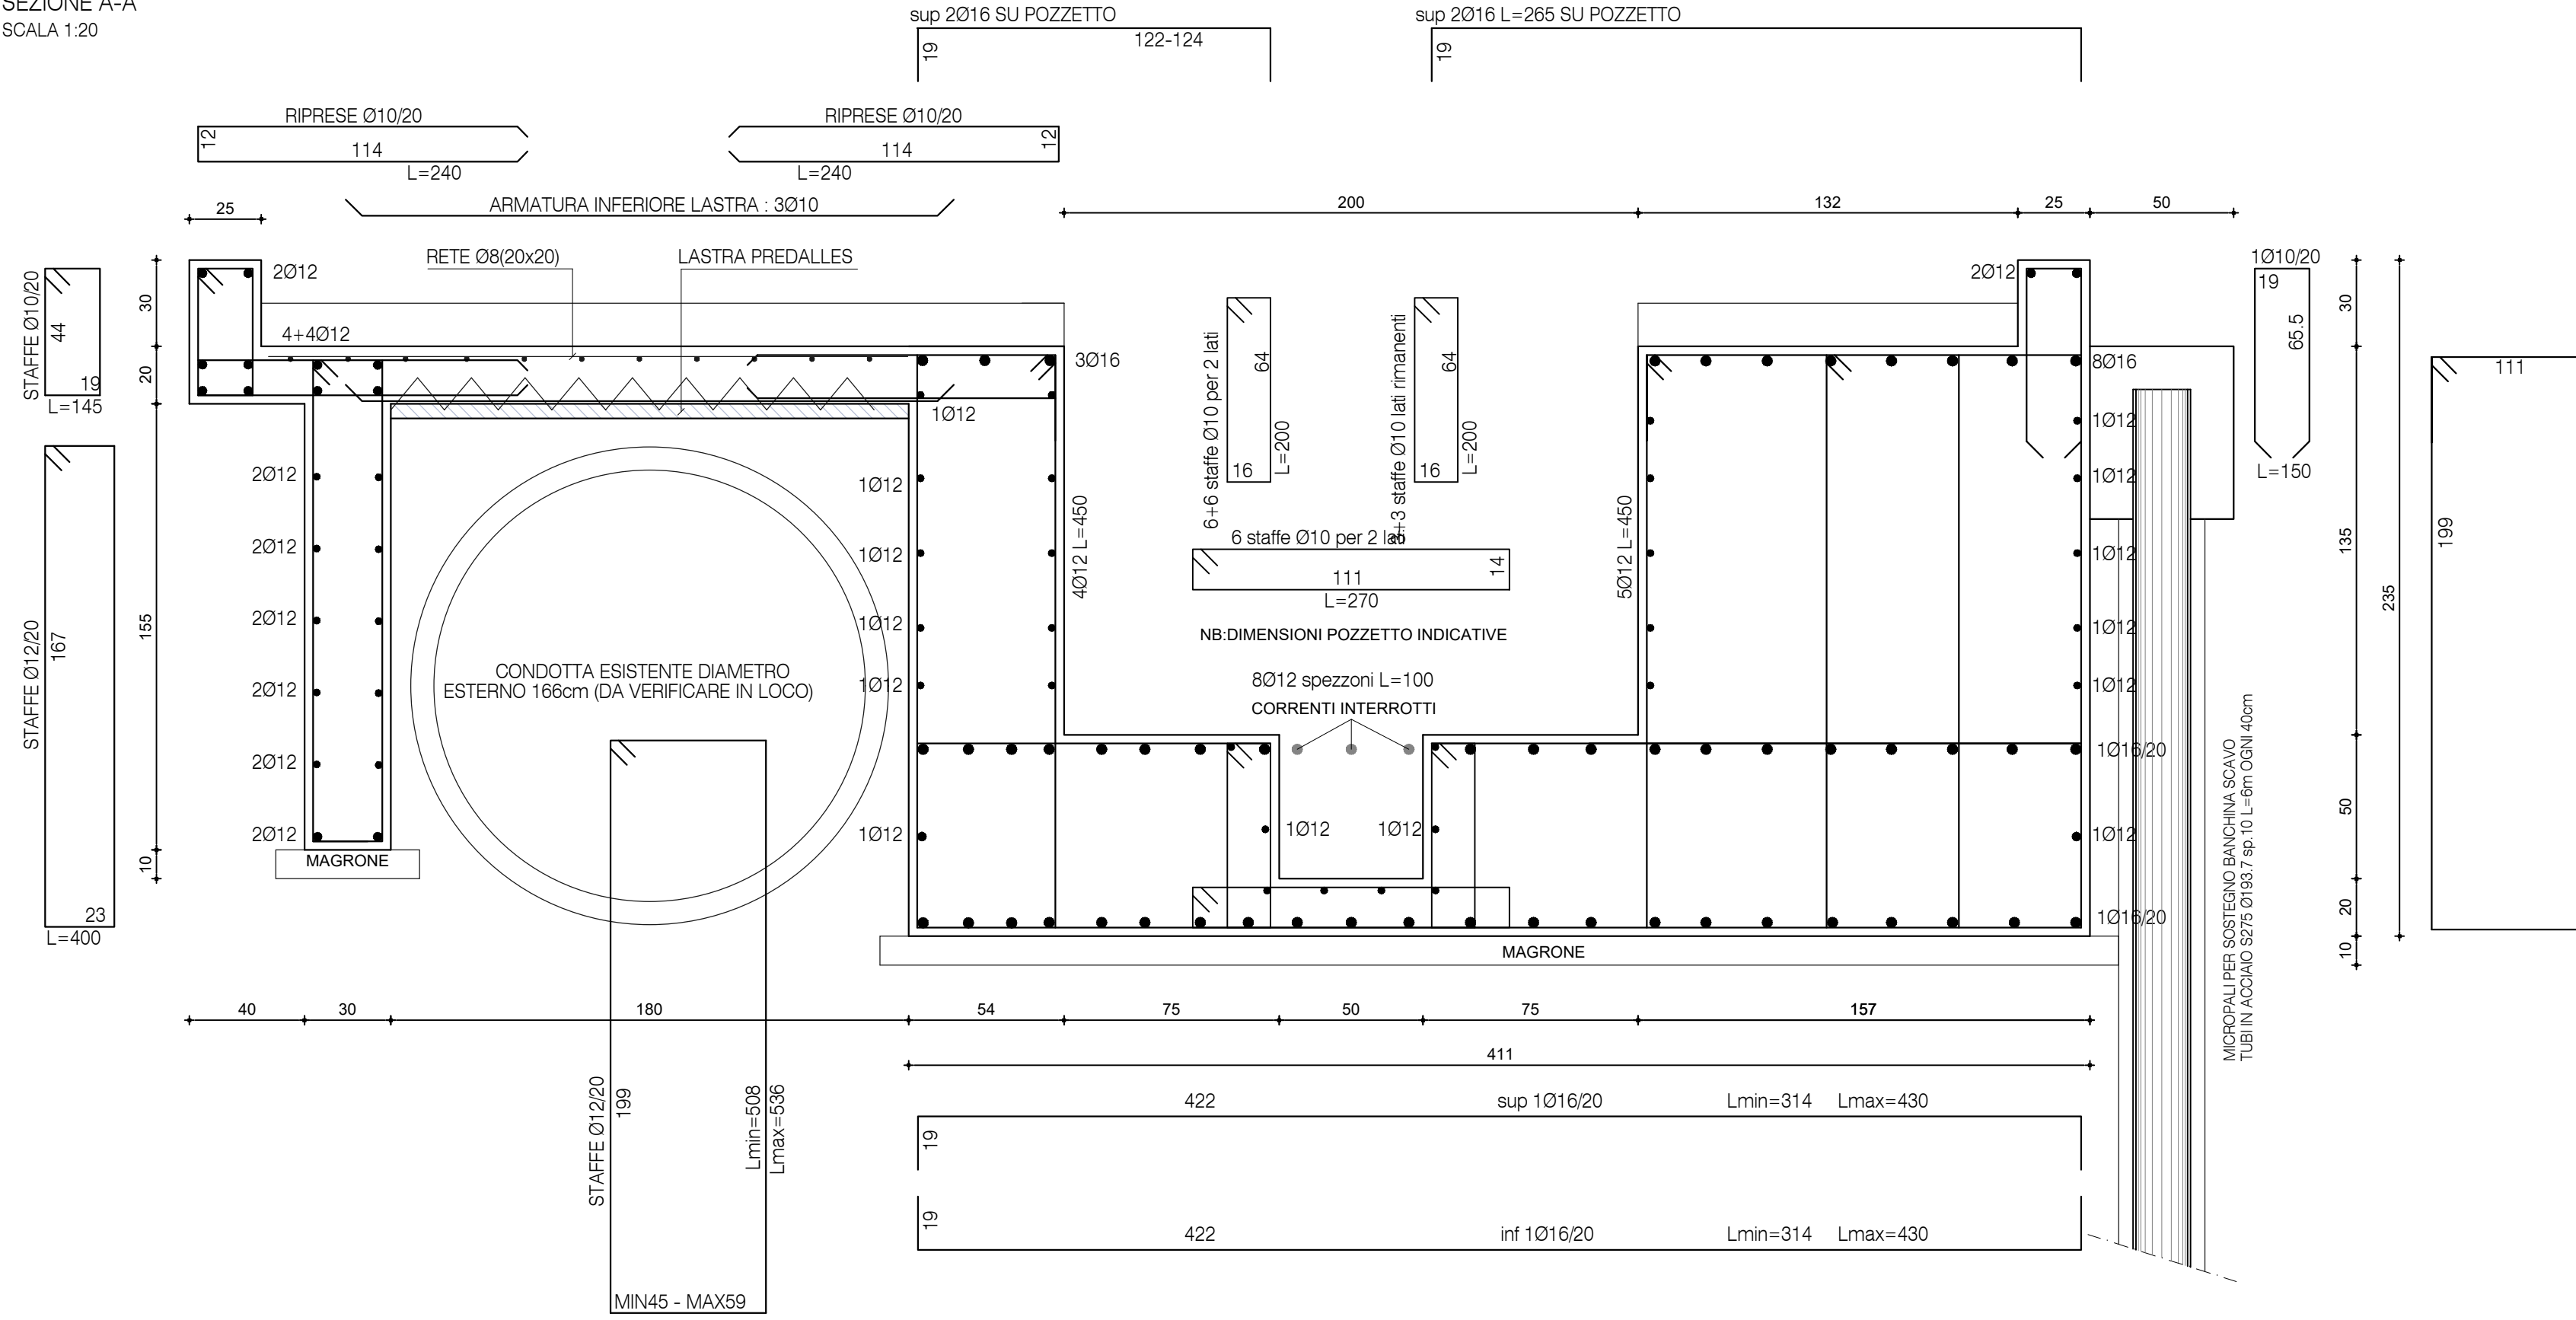 SEZIONE A-A
SCALA 1:20
sup 2Ø16 SU POZZETTO
19
122-124
sup 2Ø16 L=265 SU POZZETTO
19
RIPRESE Ø10/20
12
114
L=240
RIPRESE Ø10/20
12
114
L=240
ARMATURA INFERIORE LASTRA : 3Ø10
25
200
132
25
50
RETE Ø8(20x20)
LASTRA PREDALLES
STAFFE Ø10/20
44
19
L=145
30
20
155
10
2Ø12
4+4Ø12
3Ø16
1Ø12
2Ø12
8Ø16
1Ø10/20
19
65.5
L=150
30
135
50
20
10
235
111
199
STAFFE Ø12/20
167
23
L=400
2Ø12
2Ø12
2Ø12
2Ø12
2Ø12
2Ø12
MAGRONE
1Ø12
1Ø12
1Ø12
1Ø12
1Ø12
CONDOTTA ESISTENTE DIAMETRO
ESTERNO 166cm (DA VERIFICARE IN LOCO)
4Ø12 L=450
6+6 staffe Ø10 per 2 lati
64
16
L=200
3+3 staffe Ø10 lati rimanenti
64
16
L=200
6 staffe Ø10 per 2 lati
111
14
L=270
NB:DIMENSIONI POZZETTO INDICATIVE
8Ø12 spezzoni L=100
CORRENTI INTERROTTI
1Ø12
1Ø12
5Ø12 L=450
1Ø12
1Ø12
1Ø12
1Ø12
1Ø12
1Ø16/20
1Ø12
1Ø16/20
MAGRONE
MICROPALI PER SOSTEGNO BANCHINA SCAVO
TUBI IN ACCIAIO S275 Ø193.7 sp.10 L=6m OGNI 40cm
40
30
180
54
75
50
75
157
411
STAFFE Ø12/20
199
Lmin=508
Lmax=536
MIN45 - MAX59
422
sup 1Ø16/20
Lmin=314
Lmax=430
19
19
422
inf 1Ø16/20
Lmin=314
Lmax=430